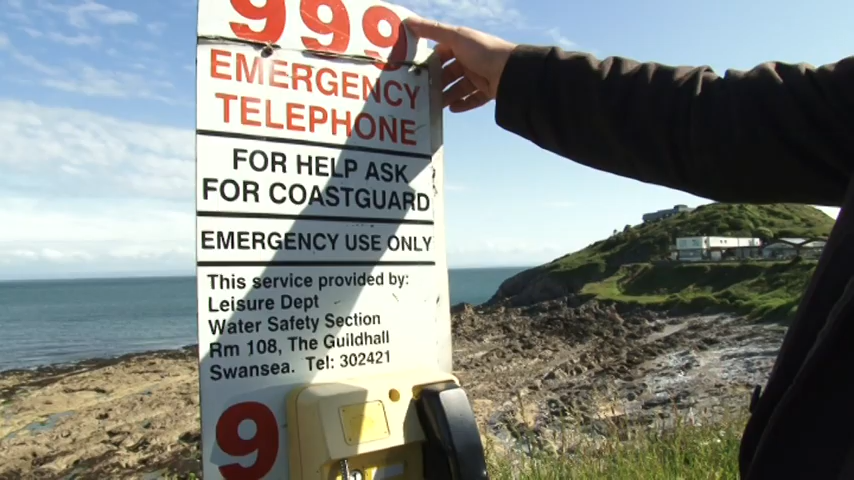 999
EMERGENCY
TELEPHONE
FOR HELP ASK
FOR COASTGUARD
EMERGENCY USE ONLY
This service provided by:
Leisure Dept
Water Safety Section
Rm 108, The Guildhall
Swansea. Tel: 302421
9